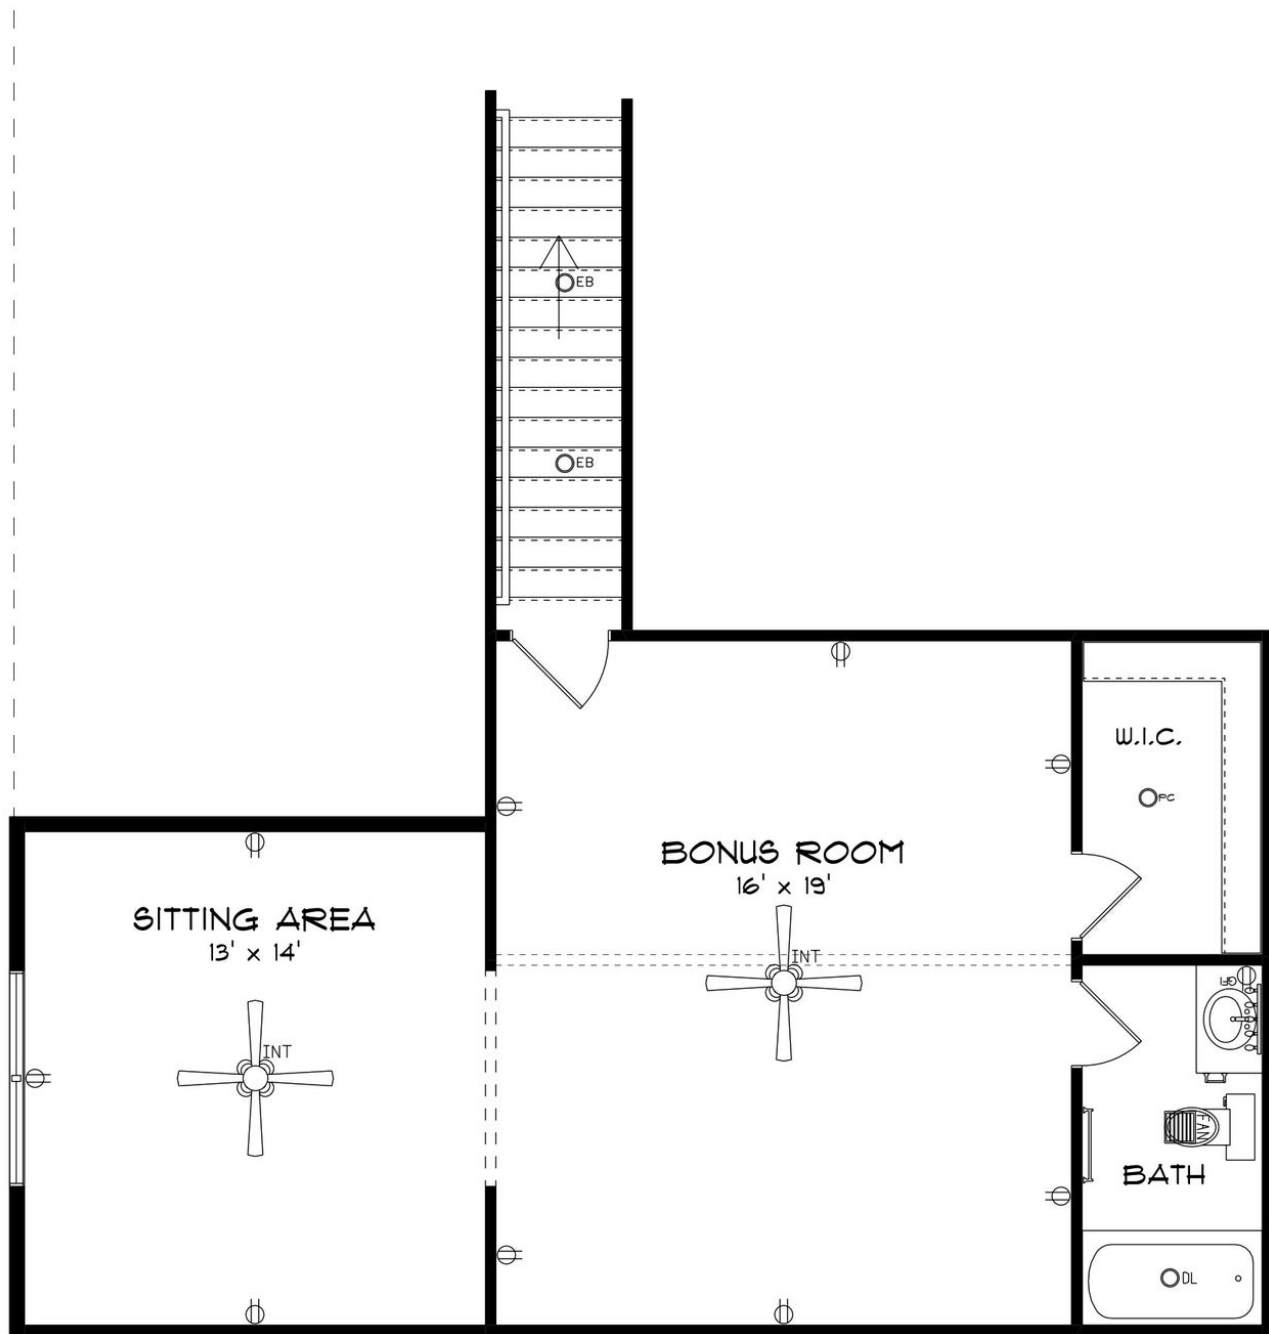 EB
EB
W.I.C.
PC
BONUS ROOM
16' x 19'
SITTING AREA
13' x 14'
INT
GFI
INT
FAN
BATH
DL